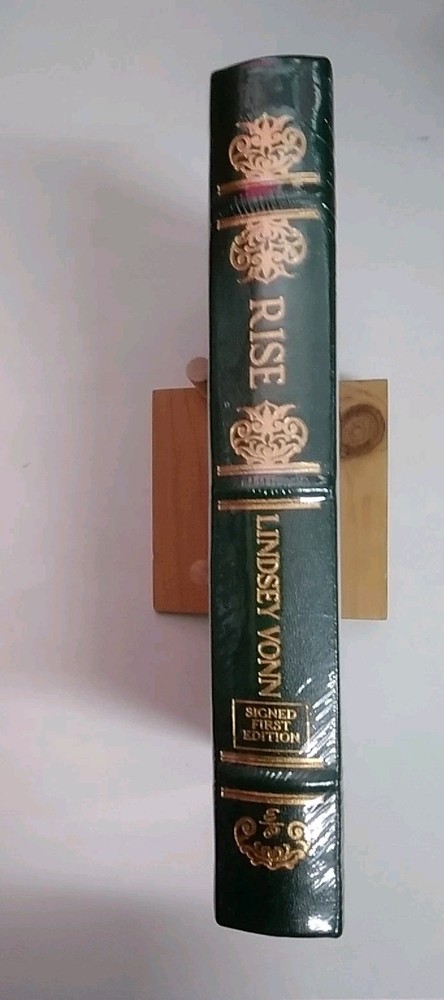 RISE
LINDSEY VONN
SIGNED
FIRST
EDITION